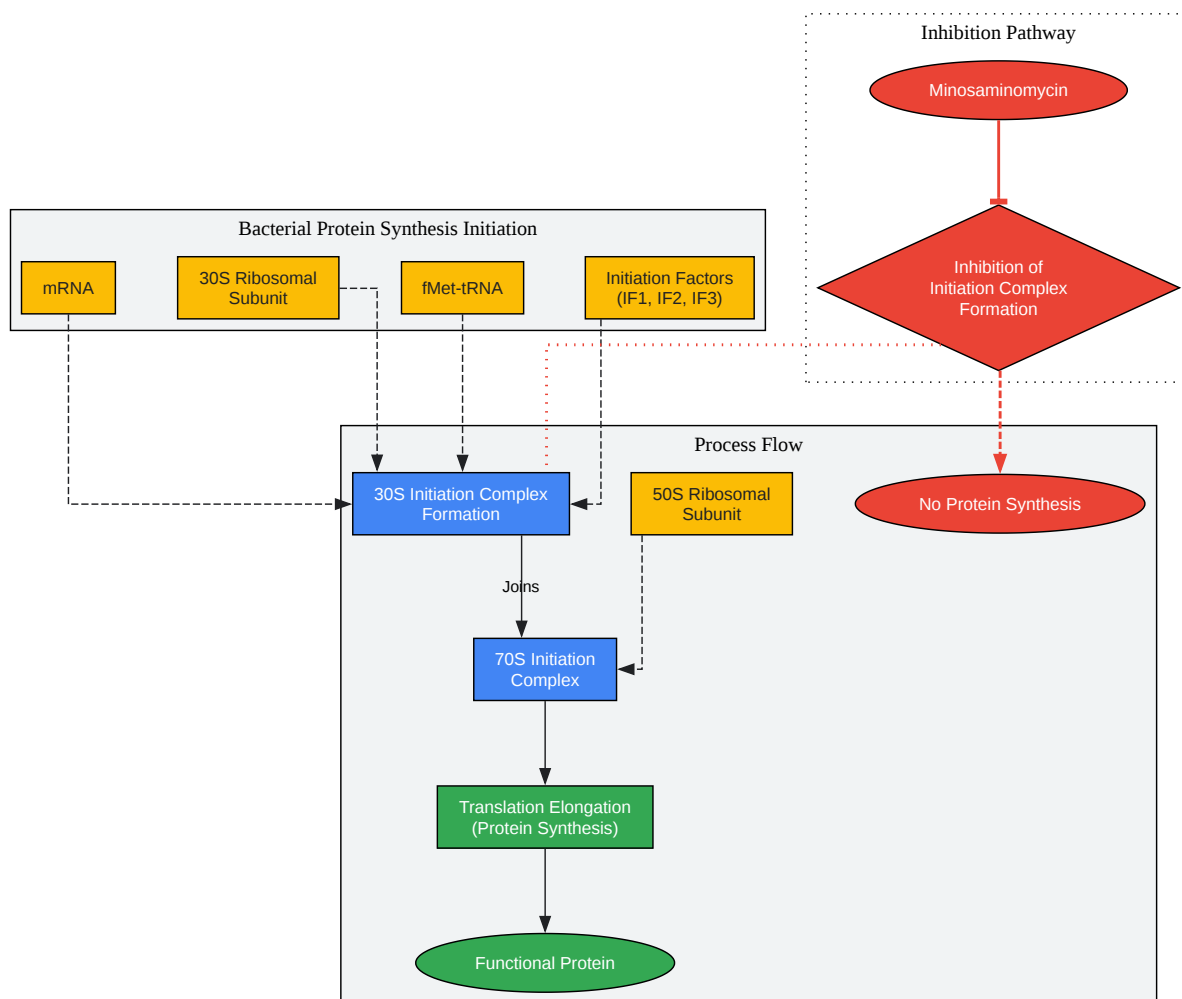 Inhibition Pathway
Minosaminomycin
Inhibition of
Initiation Complex
Formation
Bacterial Protein Synthesis Initiation
mRNA
30S Ribosomal
Subunit
fMet-tRNA
Initiation Factors
(IF1, IF2, IF3)
Process Flow
30S Initiation Complex
Formation
50S Ribosomal
Subunit
No Protein Synthesis
Joins
70S Initiation
Complex
Translation Elongation
(Protein Synthesis)
Functional Protein